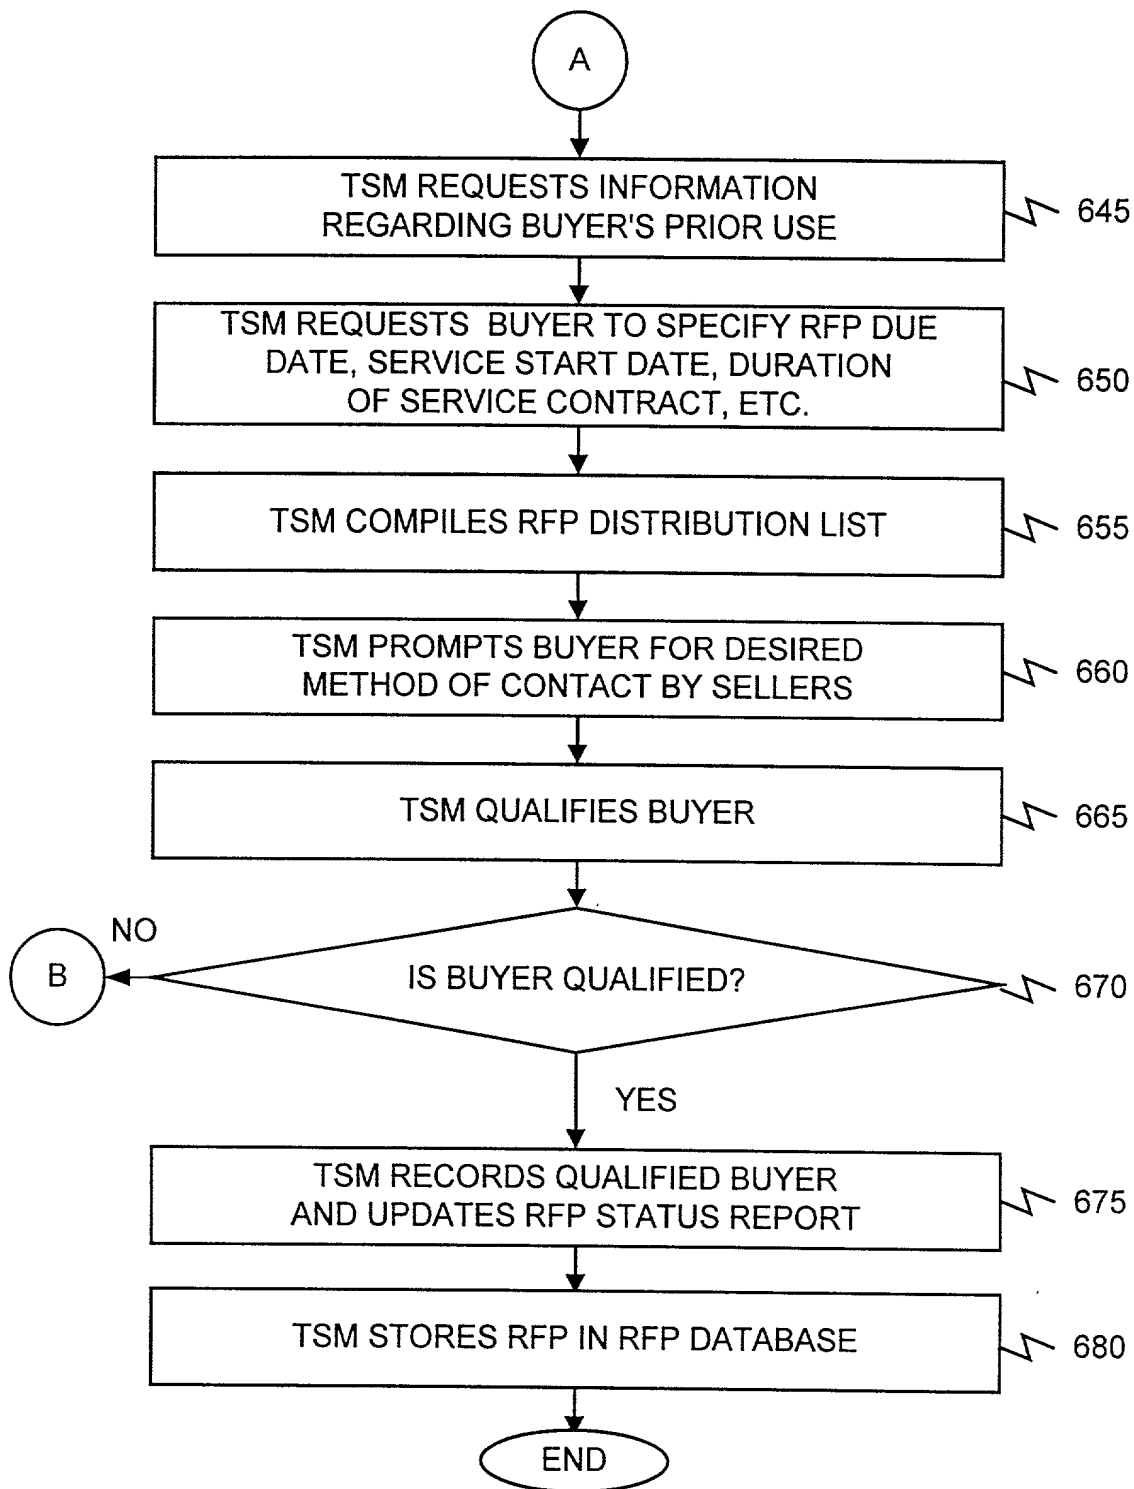 A
TSM REQUESTS INFORMATION
REGARDING BUYER'S PRIOR USE
645
TSM REQUESTS BUYER TO SPECIFY RFP DUE
DATE, SERVICE START DATE, DURATION
OF SERVICE CONTRACT, ETC.
650
TSM COMPILES RFP DISTRIBUTION LIST
655
TSM PROMPTS BUYER FOR DESIRED
METHOD OF CONTACT BY SELLERS
660
TSM QUALIFIES BUYER
665
NO
B
IS BUYER QUALIFIED?
670
YES
TSM RECORDS QUALIFIED BUYER
AND UPDATES RFP STATUS REPORT
675
TSM STORES RFP IN RFP DATABASE
680
END